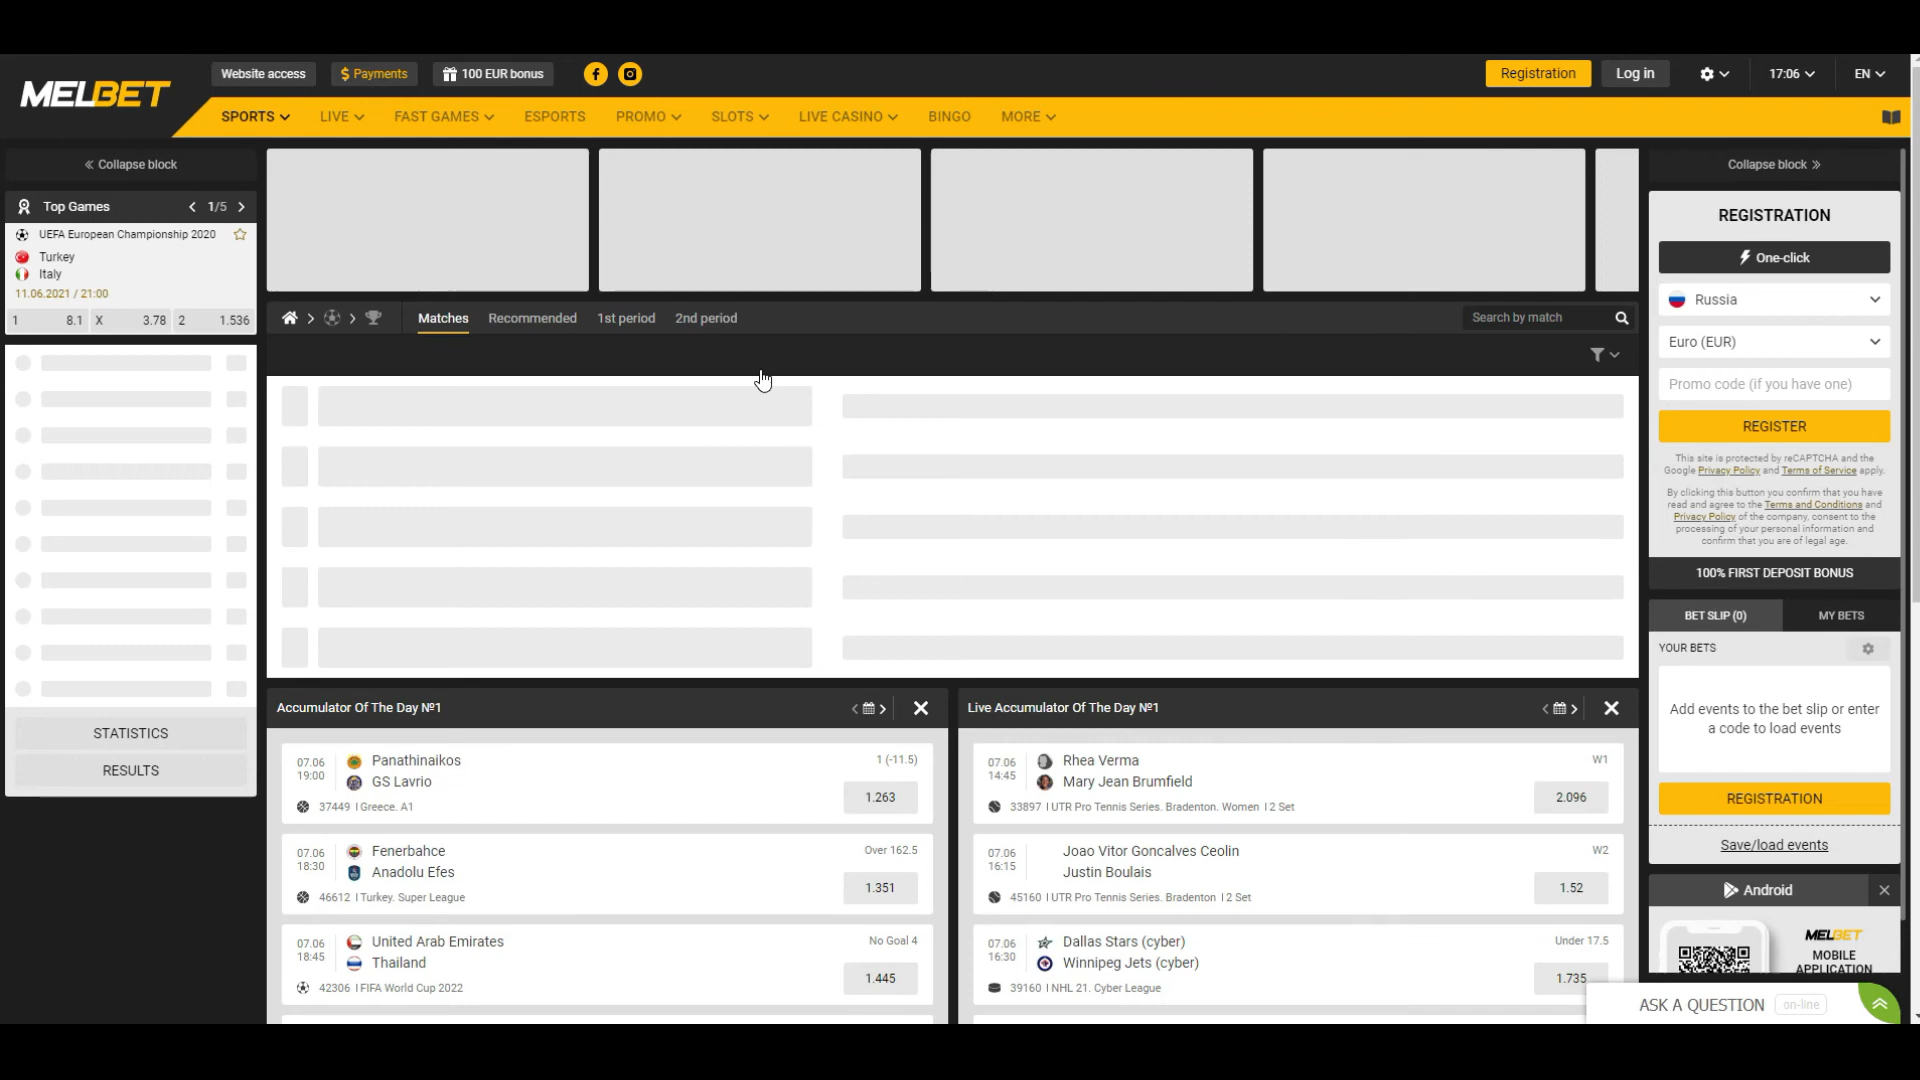 MELBET
Website access
$ Payments
100 EUR bonus
Registration
Log in
17:06
EN
SPORTS
LIVE
FAST GAMES
ESPORTS
PROMO
SLOTS
LIVE CASINO
BINGO
MORE
« Collapse block
Top Games
1/5
UEFA European Championship 2020
Turkey
Italy
11.06.2021 / 21:00
1 8.1 X 3.78 2 1.536
STATISTICS
RESULTS
Matches
Recommended
1st period
2nd period
Search by match
Accumulator Of The Day №1
07.06
19:00
Panathinaikos
GS Lavrio
1 (-11.5)
1.263
37449 | Greece. A1
07.06
18:30
Fenerbahce
Anadolu Efes
Over 162.5
1.351
46612 | Turkey. Super League
07.06
18:45
United Arab Emirates
Thailand
No Goal 4
1.445
42306 | FIFA World Cup 2022
Live Accumulator Of The Day №1
07.06
14:45
Rhea Verma
Mary Jean Brumfield
W1
2.096
33897 | UTR Pro Tennis Series. Bradenton. Women | 2 Set
07.06
16:15
Joao Vitor Goncalves Ceolin
Justin Boulais
W2
1.52
45160 | UTR Pro Tennis Series. Bradenton | 2 Set
07.06
16:30
Dallas Stars (cyber)
Winnipeg Jets (cyber)
Under 17.5
1.735
39160 | NHL 21. Cyber League
Collapse block »
REGISTRATION
One-click
Russia
Euro (EUR)
Promo code (if you have one)
REGISTER
This site is protected by reCAPTCHA and the
Google Privacy Policy and Terms of Service apply.
By clicking this button you confirm that you have
read and agree to the Terms and Conditions and
Privacy Policy of the company, consent to the
processing of your personal information and
confirm that you are of legal age.
100% FIRST DEPOSIT BONUS
BET SLIP (0)
MY BETS
YOUR BETS
Add events to the bet slip or enter
a code to load events
REGISTRATION
Save/load events
Android
MELBET
MOBILE
APPLICATION
ASK A QUESTION
on-line